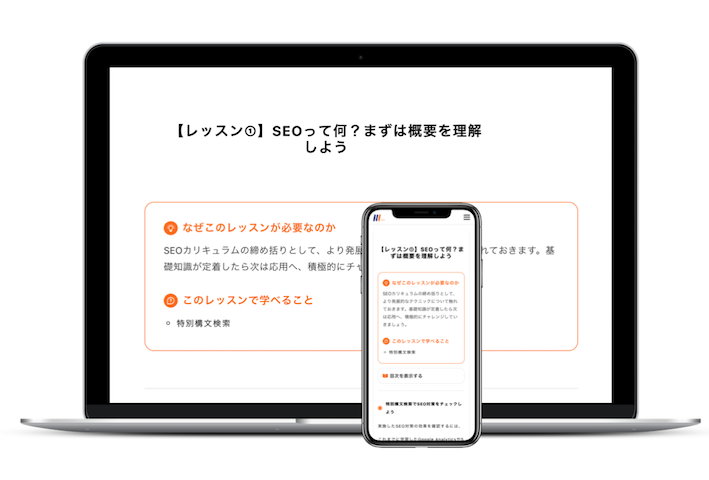 【レッスン①】SEOって何？まずは概要を理解
しよう
なぜこのレッスンが必要なのか
SEOカリキュラムの締め括りとして、より発展
れておきます。基
礎知識が定着したら次は応用へ、積極的にチャ
このレッスンで学べること
特別構文検索
【レッスン①】SEOって何？ま
ずは概要を理解しよう
なぜこのレッスンが必要なのか
SEOカリキュラムの締め括りとして、
より発展的なテクニックについて触れ
ておきます。基礎知識が定着したら次
は応用へ、積極的にチャレンジしてい
きましょう。
このレッスンで学べること
特別構文検索
目次を表示する
特別構文検索でSEO対策をチェックし
よう
実施したSEO対策の効果を確認するには、
これまでに学習したGoogle AnalyticsやS